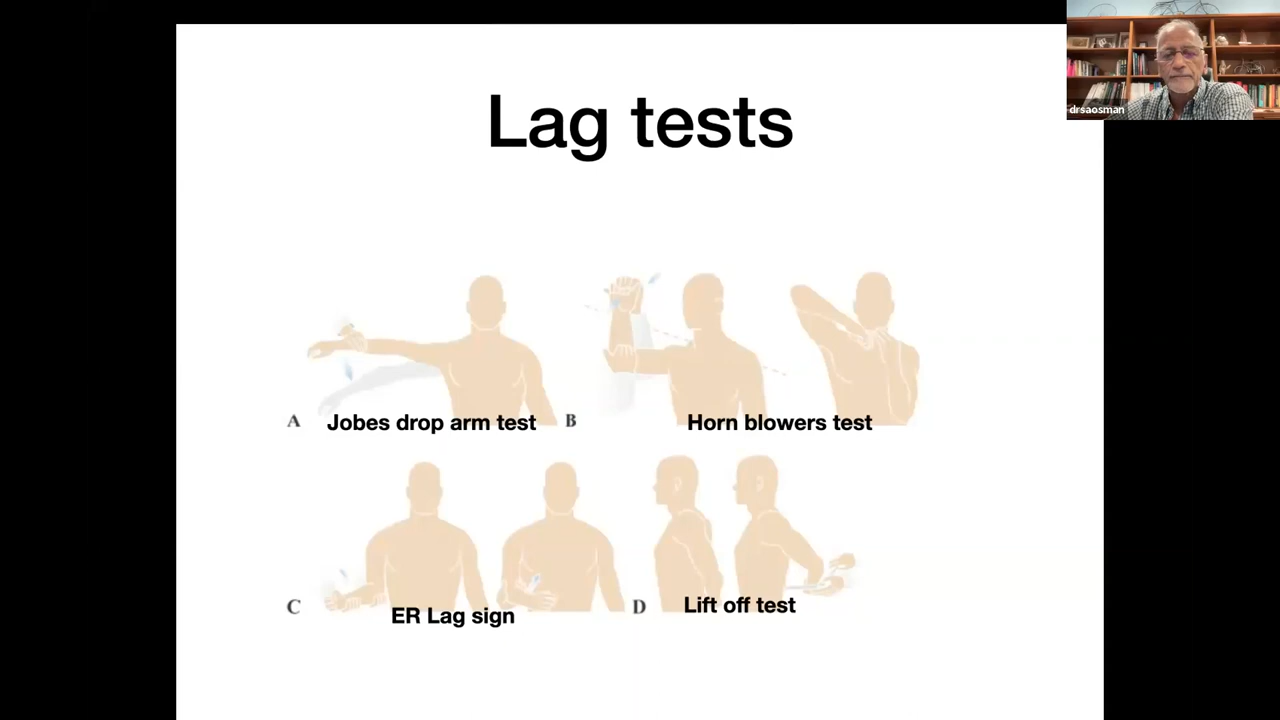 drsaosman
Lag tests
A Jobes drop arm test B Horn blowers test
C ER Lag sign D Lift off test